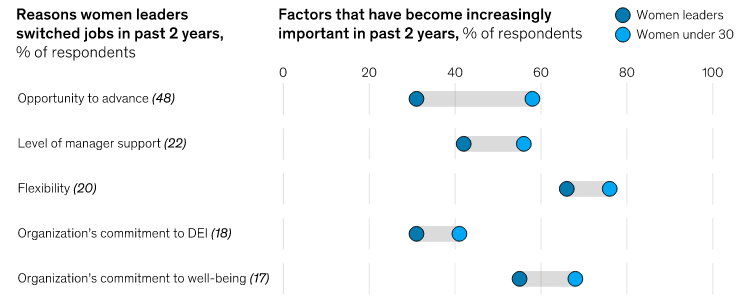 Reasons women leaders
switched jobs in past 2 years,
% of respondents
Factors that have become increasingly
important in past 2 years, % of respondents
Women leaders
Women under 30
0 20 40 60 80 100
Opportunity to advance (48)
Level of manager support (22)
Flexibility (20)
Organization's commitment to DEI (18)
Organization's commitment to well-being (17)